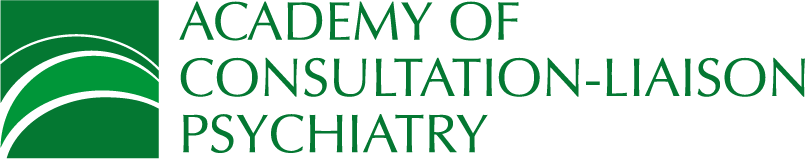 ACADEMY OF
CONSULTATION-LIAISON
PSYCHIATRY